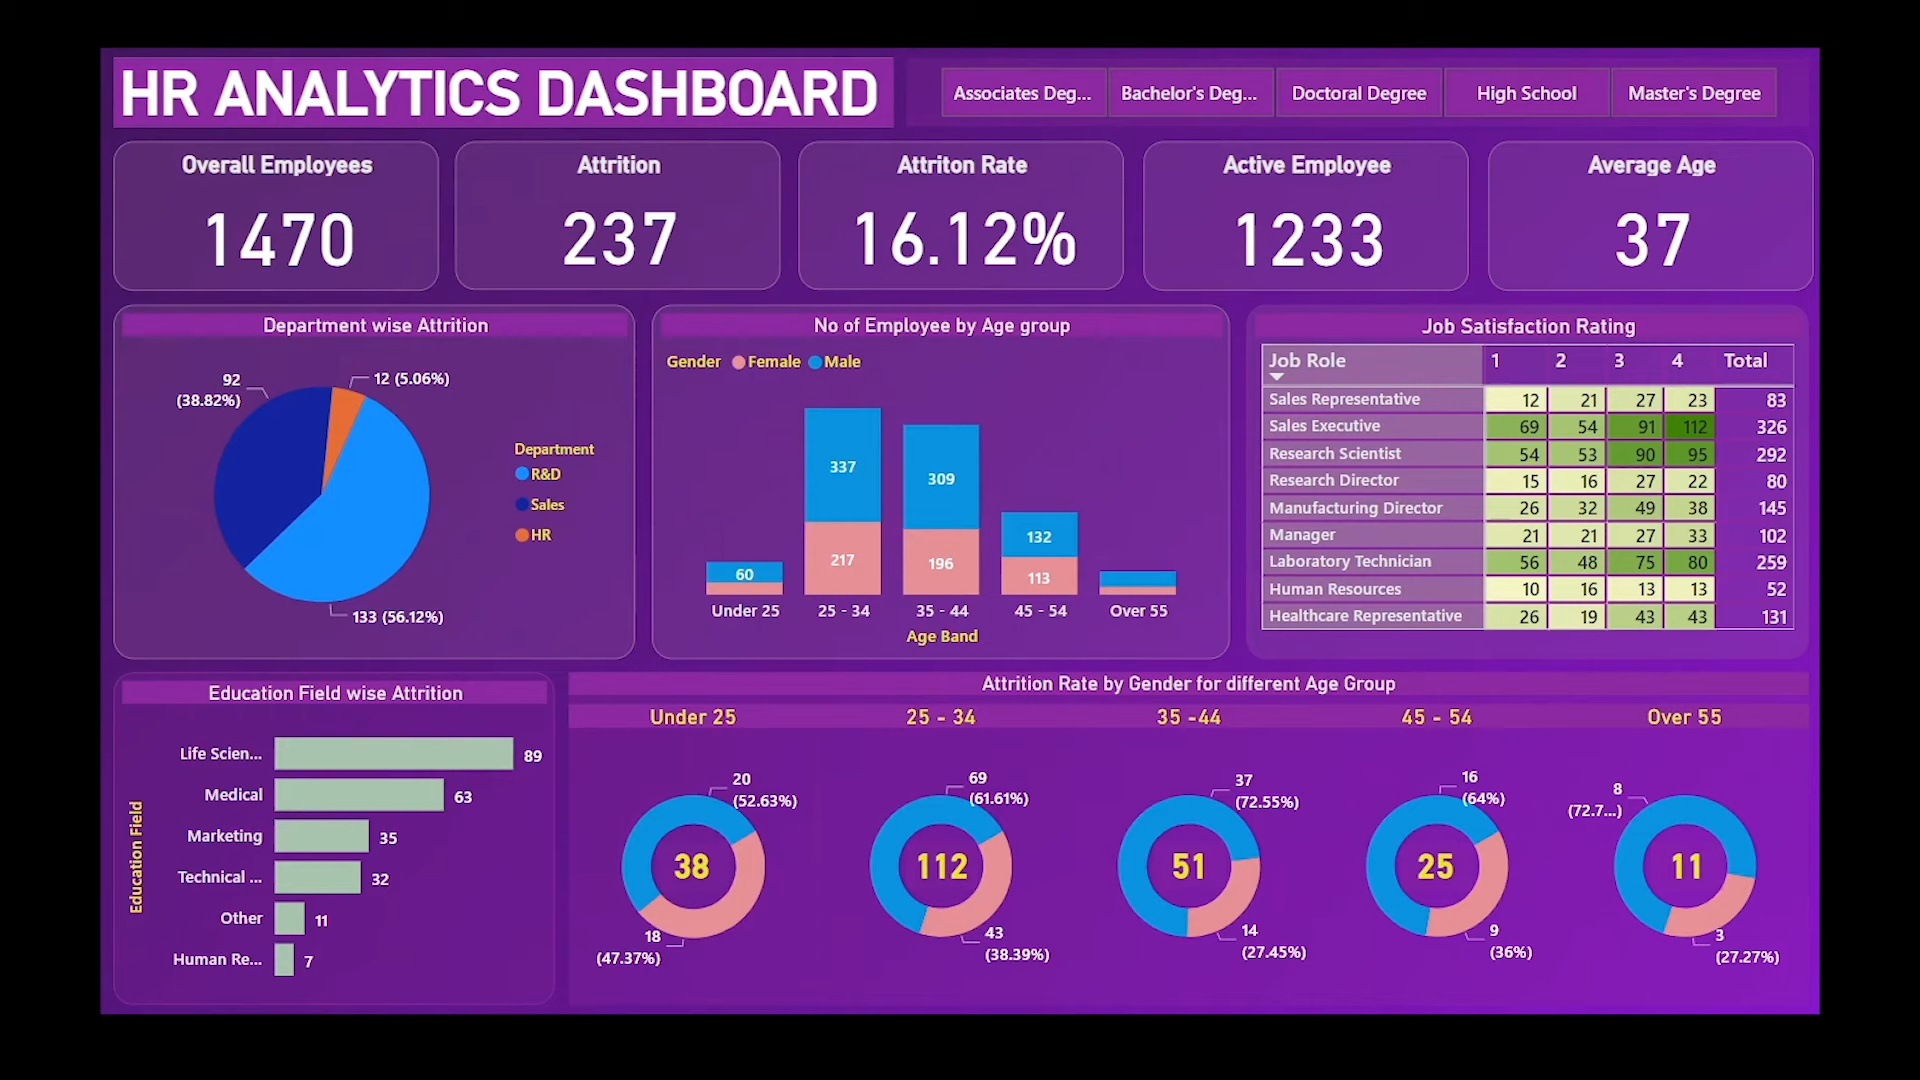 HR ANALYTICS DASHBOARD
Associates Deg...
Bachelor's Deg...
Doctoral Degree
High School
Master's Degree
Overall Employees
1470
Attrition
237
Attriton Rate
16.12%
Active Employee
1233
Average Age
37
Department wise Attrition
92
(38.82%)
12 (5.06%)
133 (56.12%)
Department
R&D
Sales
HR
No of Employee by Age group
Gender Female Male
60
337
217
309
196
132
113
Under 25 25 - 34 35 - 44 45 - 54 Over 55
Age Band
Job Satisfaction Rating
Job Role 1 2 3 4 Total
Sales Representative 12 21 27 23 83
Sales Executive 69 54 91 112 326
Research Scientist 54 53 90 95 292
Research Director 15 16 27 22 80
Manufacturing Director 26 32 49 38 145
Manager 21 21 27 33 102
Laboratory Technician 56 48 75 80 259
Human Resources 10 16 13 13 52
Healthcare Representative 26 19 43 43 131
Education Field wise Attrition
Education Field
Life Scien... 89
Medical 63
Marketing 35
Technical ... 32
Other 11
Human Re... 7
Attrition Rate by Gender for different Age Group
Under 25
20
(52.63%)
38
18
(47.37%)
25 - 34
69
(61.61%)
112
43
(38.39%)
35 -44
37
(72.55%)
51
14
(27.45%)
45 - 54
16
(64%)
25
9
(36%)
Over 55
8
(72.7...)
11
3
(27.27%)